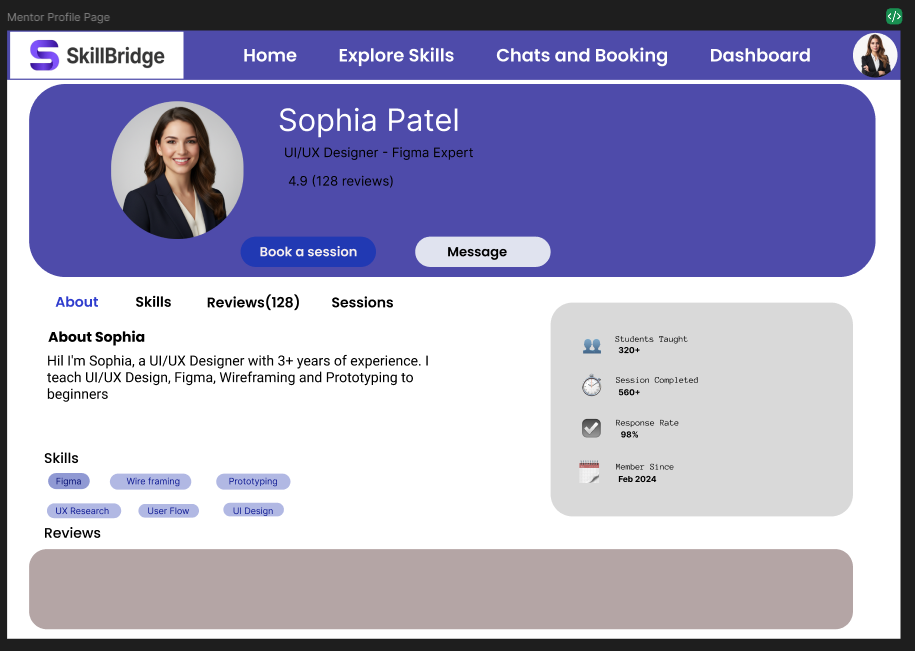 Mentor Profile Page
</>
SkillBridge
Home Explore Skills Chats and Booking Dashboard
Sophia Patel
UI/UX Designer - Figma Expert
4.9 (128 reviews)
Book a session Message
About Skills Reviews(128) Sessions
About Sophia
Hil I'm Sophia, a UI/UX Designer with 3+ years of experience. I
teach UI/UX Design, Figma, Wireframing and Prototyping to
beginners
Students Taught
320+
Session Completed
560+
Response Rate
98%
Member Since
Feb 2024
Skills
Figma Wire framing Prototyping
UX Research User Flow UI Design
Reviews